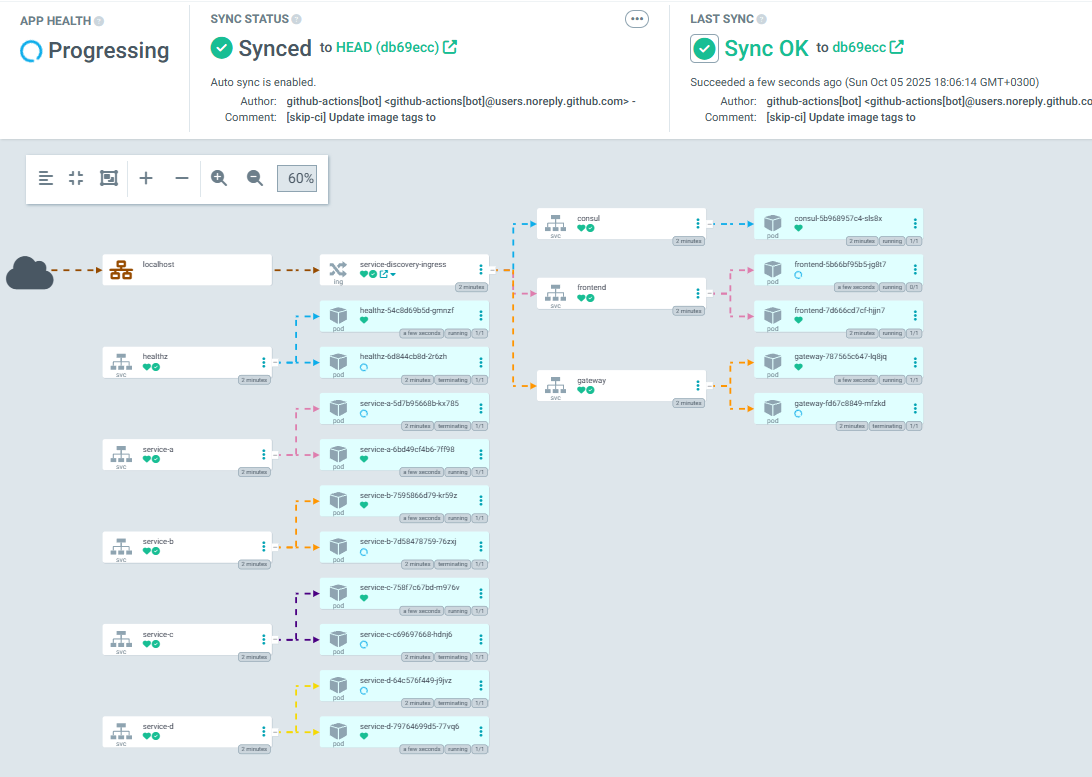 APP HEALTH
Progressing
SYNC STATUS
Synced to HEAD (db69ecc)
Auto sync is enabled.
Author: github-actions[bot] <github-actions[bot]@users.noreply.github.com> -
Comment: [skip-ci] Update image tags to
LAST SYNC
Sync OK to db69ecc
Succeeded a few seconds ago (Sun Oct 05 2025 18:06:14 GMT+0300)
Author: github-actions[bot] <github-actions[bot]@users.noreply.github.co
Comment: [skip-ci] Update image tags to
60%
localhost
service-discovery-ingress
ing
2 minutes
consul
svc
2 minutes
consul-5b968957c4-sls8x
pod
2 minutes running 1/1
frontend
svc
2 minutes
frontend-5b66bf95b5-jg8t7
pod
a few seconds running 0/1
frontend-7d666cd7cf-hjjn7
pod
2 minutes running 1/1
gateway
svc
2 minutes
gateway-787565c647-lq8jq
pod
a few seconds running 1/1
gateway-fd67c8849-mfzkd
pod
2 minutes terminating 1/1
healthz
svc
2 minutes
healthz-54c8d69b5d-gmnzf
pod
a few seconds running 1/1
healthz-6d844cb8d-2r6zh
pod
2 minutes terminating 1/1
service-a
svc
2 minutes
service-a-5d7b95668b-kx785
pod
2 minutes terminating 1/1
service-a-6bd49cf4b6-7ff98
pod
a few seconds running 1/1
service-b
svc
2 minutes
service-b-7595866d79-kr59z
pod
a few seconds running 1/1
service-b-7d58478759-76zxj
pod
2 minutes terminating 1/1
service-c
svc
2 minutes
service-c-758f7c67bd-m976v
pod
a few seconds running 1/1
service-c-c69697668-hdnj6
pod
2 minutes terminating 1/1
service-d
svc
2 minutes
service-d-64c576f449-j9jvz
pod
2 minutes terminating 1/1
service-d-79764699d5-77vq6
pod
a few seconds running 1/1